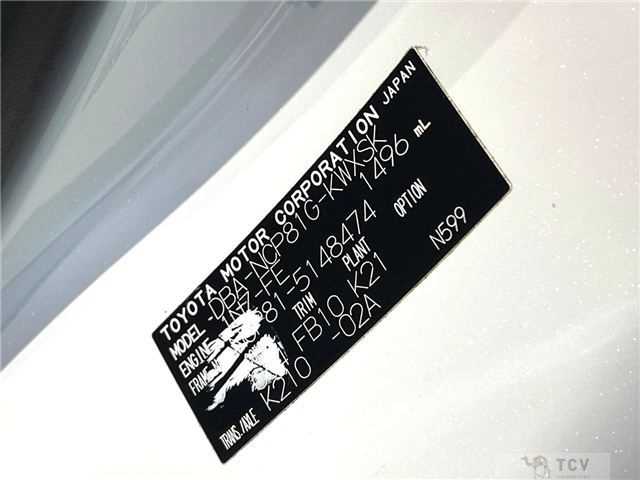 TOYOTA MOTOR CORPORATION JAPAN
MODEL DBA-NCP81G-KWXSK
ENGINE 1NZ-FE 1496 mL
FRAME 81-5148474
TRIM PLANT OPTION
FB10 K21 N599
TRANS./AXLE K210 -02A
TCV